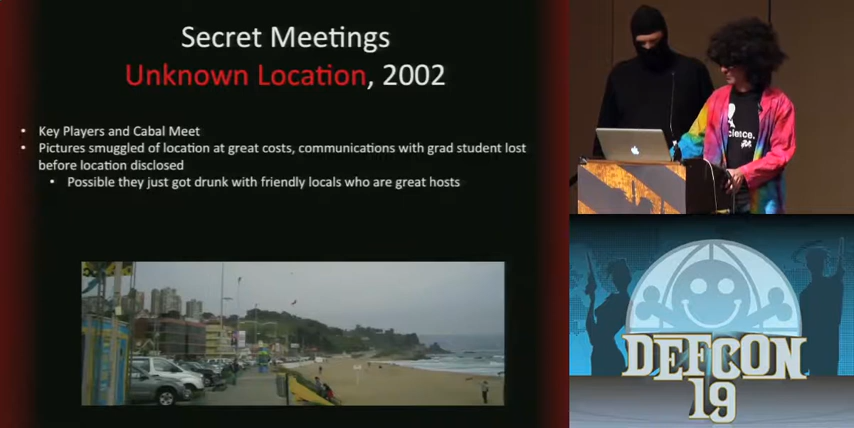 Secret Meetings
Unknown Location, 2002
• Key Players and Cabal Meet
• Pictures smuggled of location at great costs, communications with grad student lost
before location disclosed
• Possible they just got drunk with friendly locals who are great hosts
cience.
DEFCON
19